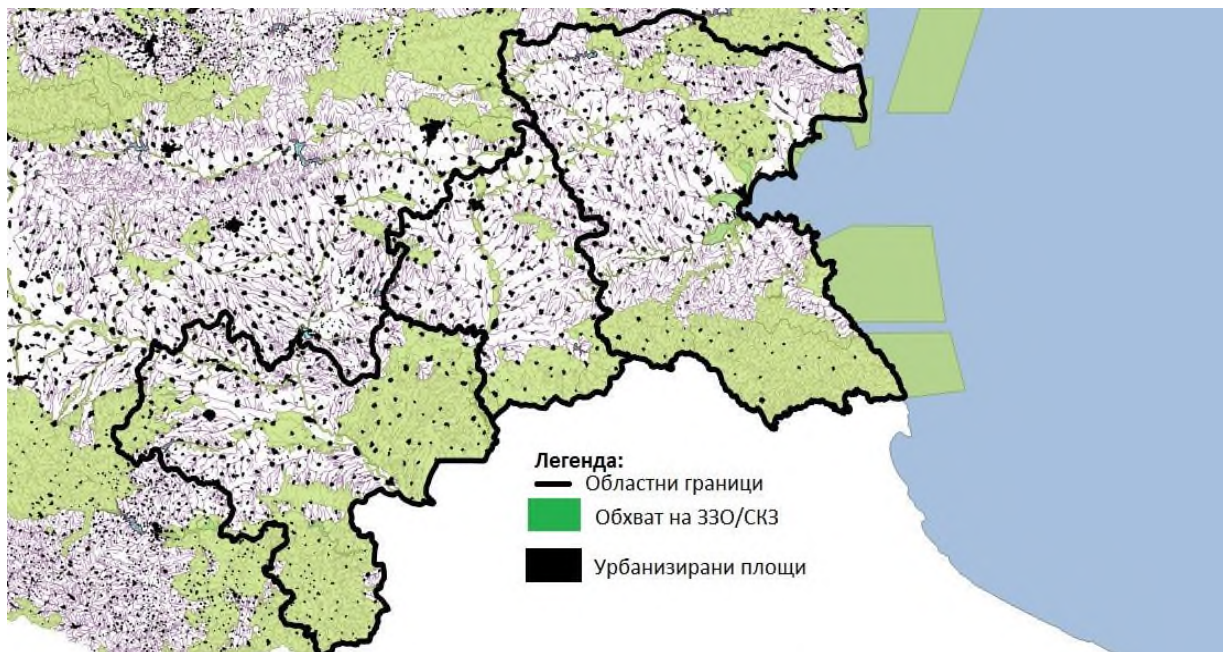 Легенда:
Областни граници
Обхват на ЗЗО/СКЗ
Урбанизирани площи